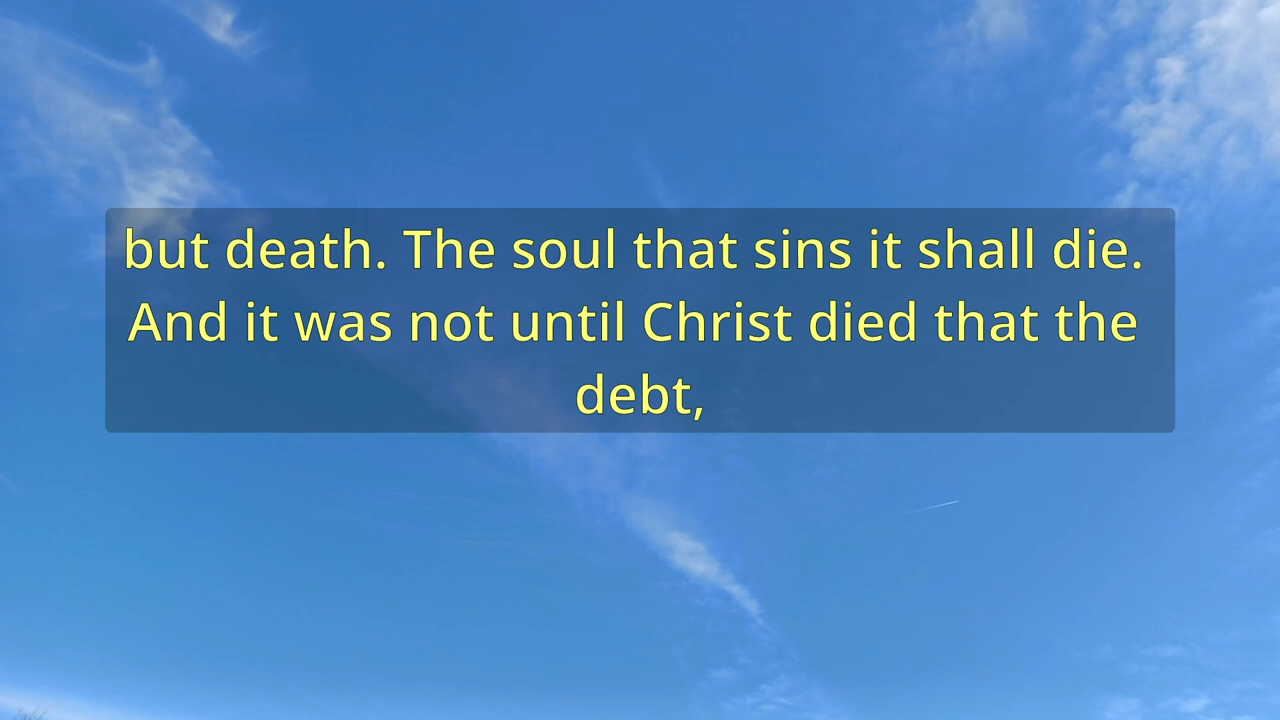 but death. The soul that sins it shall die.
And it was not until Christ died that the
debt,